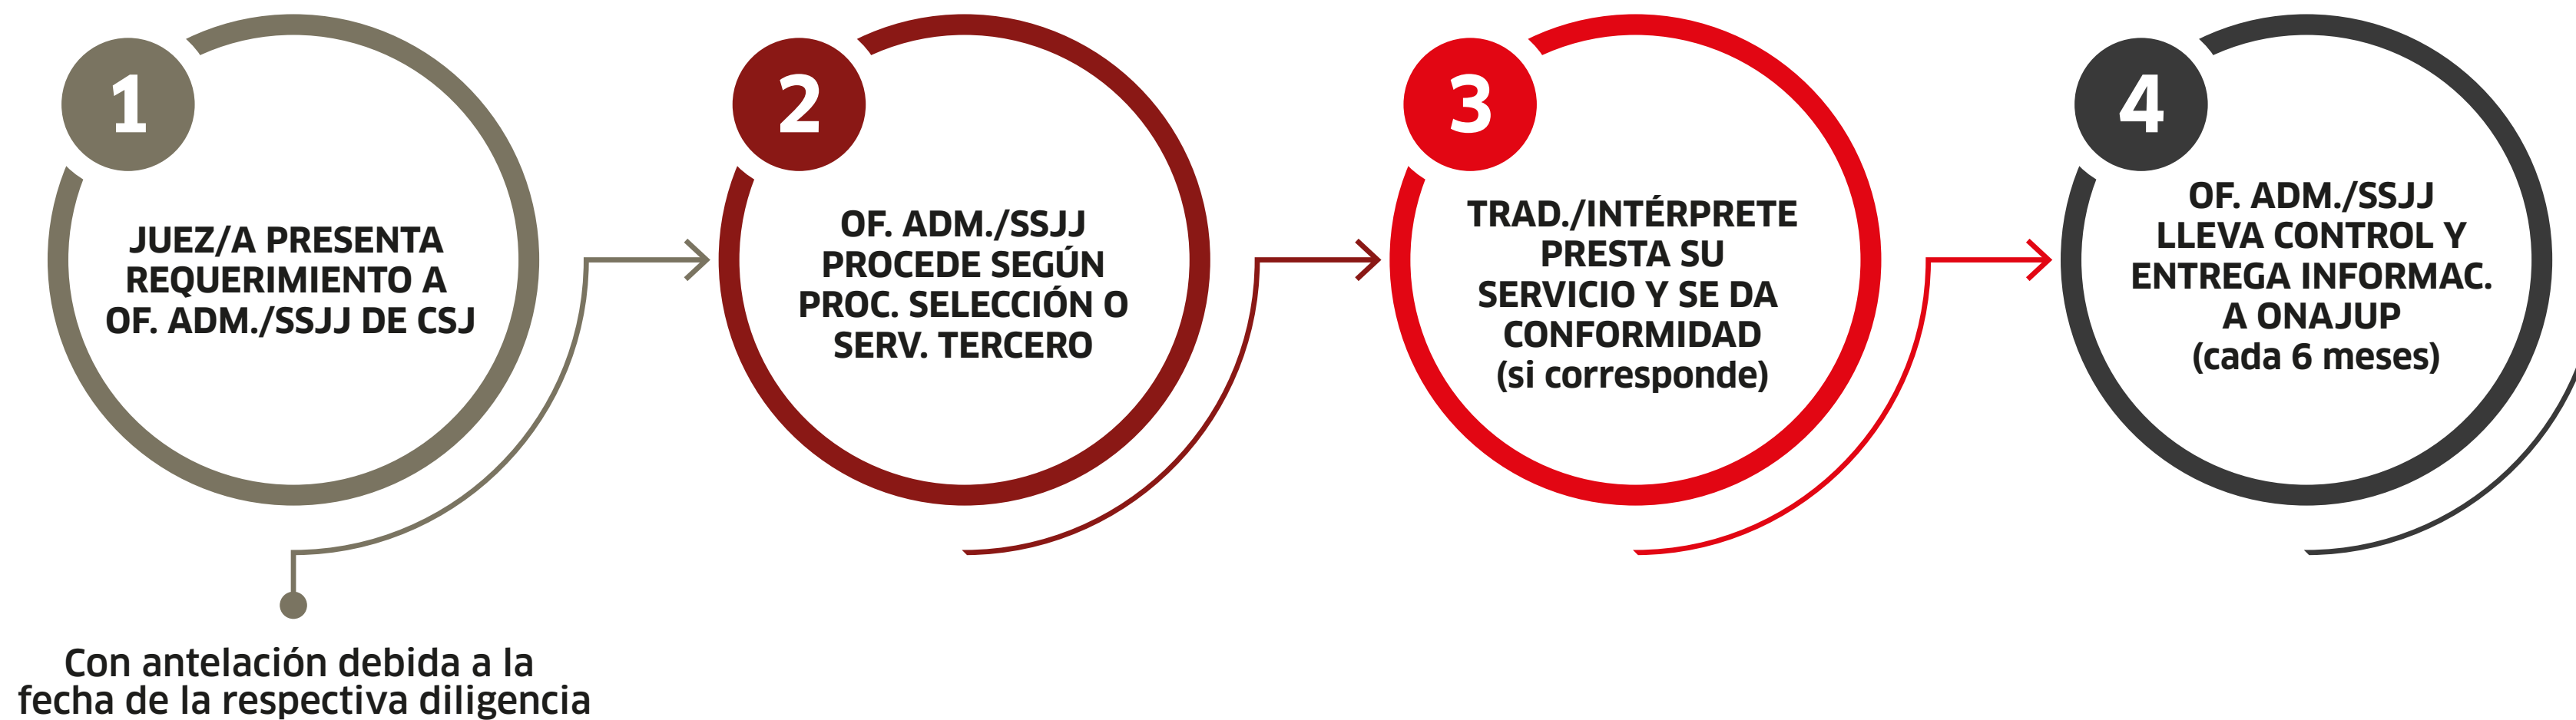 1
JUEZ/A PRESENTA
REQUERIMIENTO A
OF. ADM./SSJJ DE CSJ
Con antelación debida a la
fecha de la respectiva diligencia
2
OF. ADM./SSJJ
PROCEDE SEGÚN
PROC. SELECCIÓN O
SERV. TERCERO
3
TRAD./INTÉRPRETE
PRESTA SU
SERVICIO Y SE DA
CONFORMIDAD
(si corresponde)
4
OF. ADM./SSJJ
LLEVA CONTROL Y
ENTREGA INFORMAC.
A ONAJUP
(cada 6 meses)